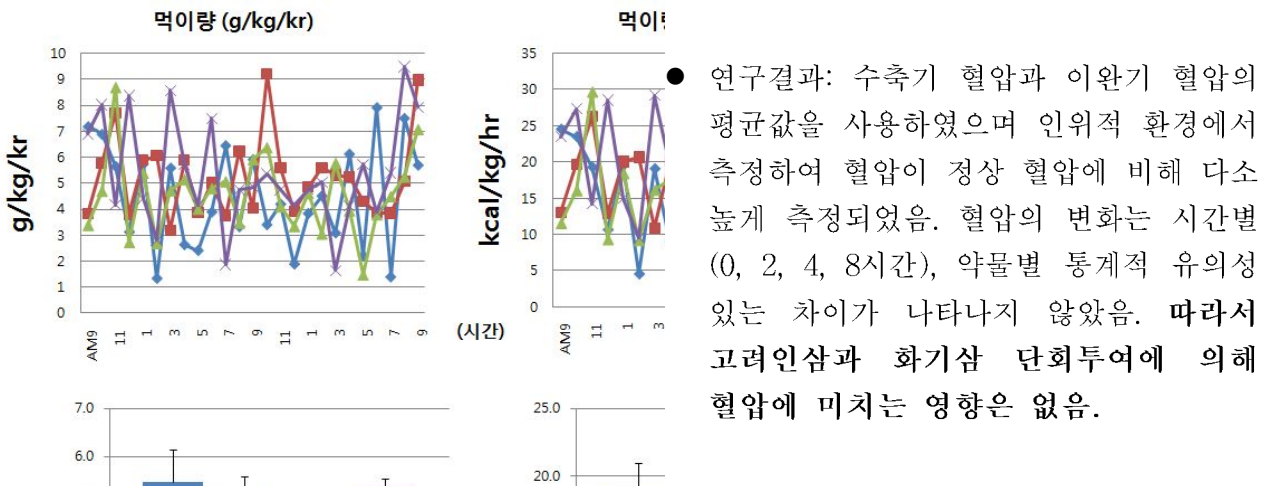 먹이량 (g/kg/kr)
10
9
8
7
6
5
4
3
2
1
0
g/kg/kr
AM9 11 1 3 5 7 9 11 1 3 5 7 9
(시간)
7.0
6.0
35
30
25
20
15
10
5
0
kcal/kg/hr
AM9 11 1 3
25.0
20.0
● 연구결과: 수축기 혈압과 이완기 혈압의
평균값을 사용하였으며 인위적 환경에서
측정하여 혈압이 정상 혈압에 비해 다소
높게 측정되었음. 혈압의 변화는 시간별
(0, 2, 4, 8시간), 약물별 통계적 유의성
있는 차이가 나타나지 않았음. 따라서
고려인삼과 화기삼 단회투여에 의해
혈압에 미치는 영향은 없음.